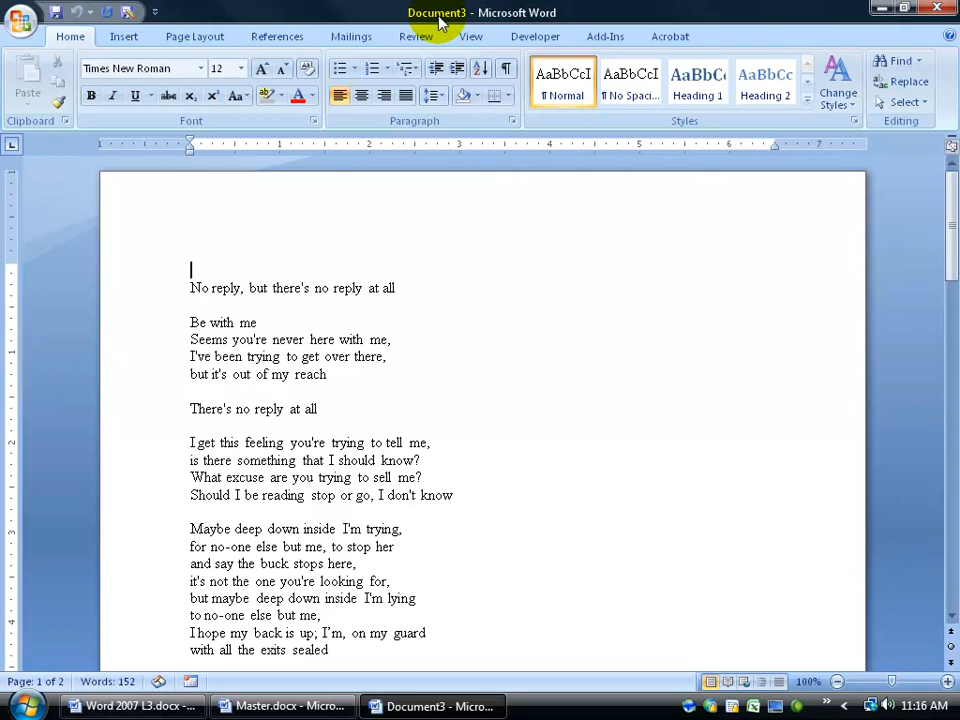 Document3 - Microsoft Word
Home Insert Page Layout References Mailings Review View Developer Add-Ins Acrobat
Paste
Times New Roman 12
AaBbCcI AaBbCcI AaBbC AaBbCc
¶ Normal ¶ No Spaci... Heading 1 Heading 2
Change Styles
Find
Replace
Select
Clipboard Font Paragraph Styles Editing
1 1 2 3 4 5 6 7
No reply, but there's no reply at all
Be with me
Seems you're never here with me,
I've been trying to get over there,
but it's out of my reach
There's no reply at all
I get this feeling you're trying to tell me,
is there something that I should know?
What excuse are you trying to sell me?
Should I be reading stop or go, I don't know
Maybe deep down inside I'm trying,
for no-one else but me, to stop her
and say the buck stops here,
it's not the one you're looking for,
but maybe deep down inside I'm lying
to no-one else but me,
I hope my back is up; I'm, on my guard
with all the exits sealed
Page: 1 of 2 Words: 152 100%
Word 2007 L3.docx -... Master.docx - Micros... Document3 - Micro... 11:16 AM